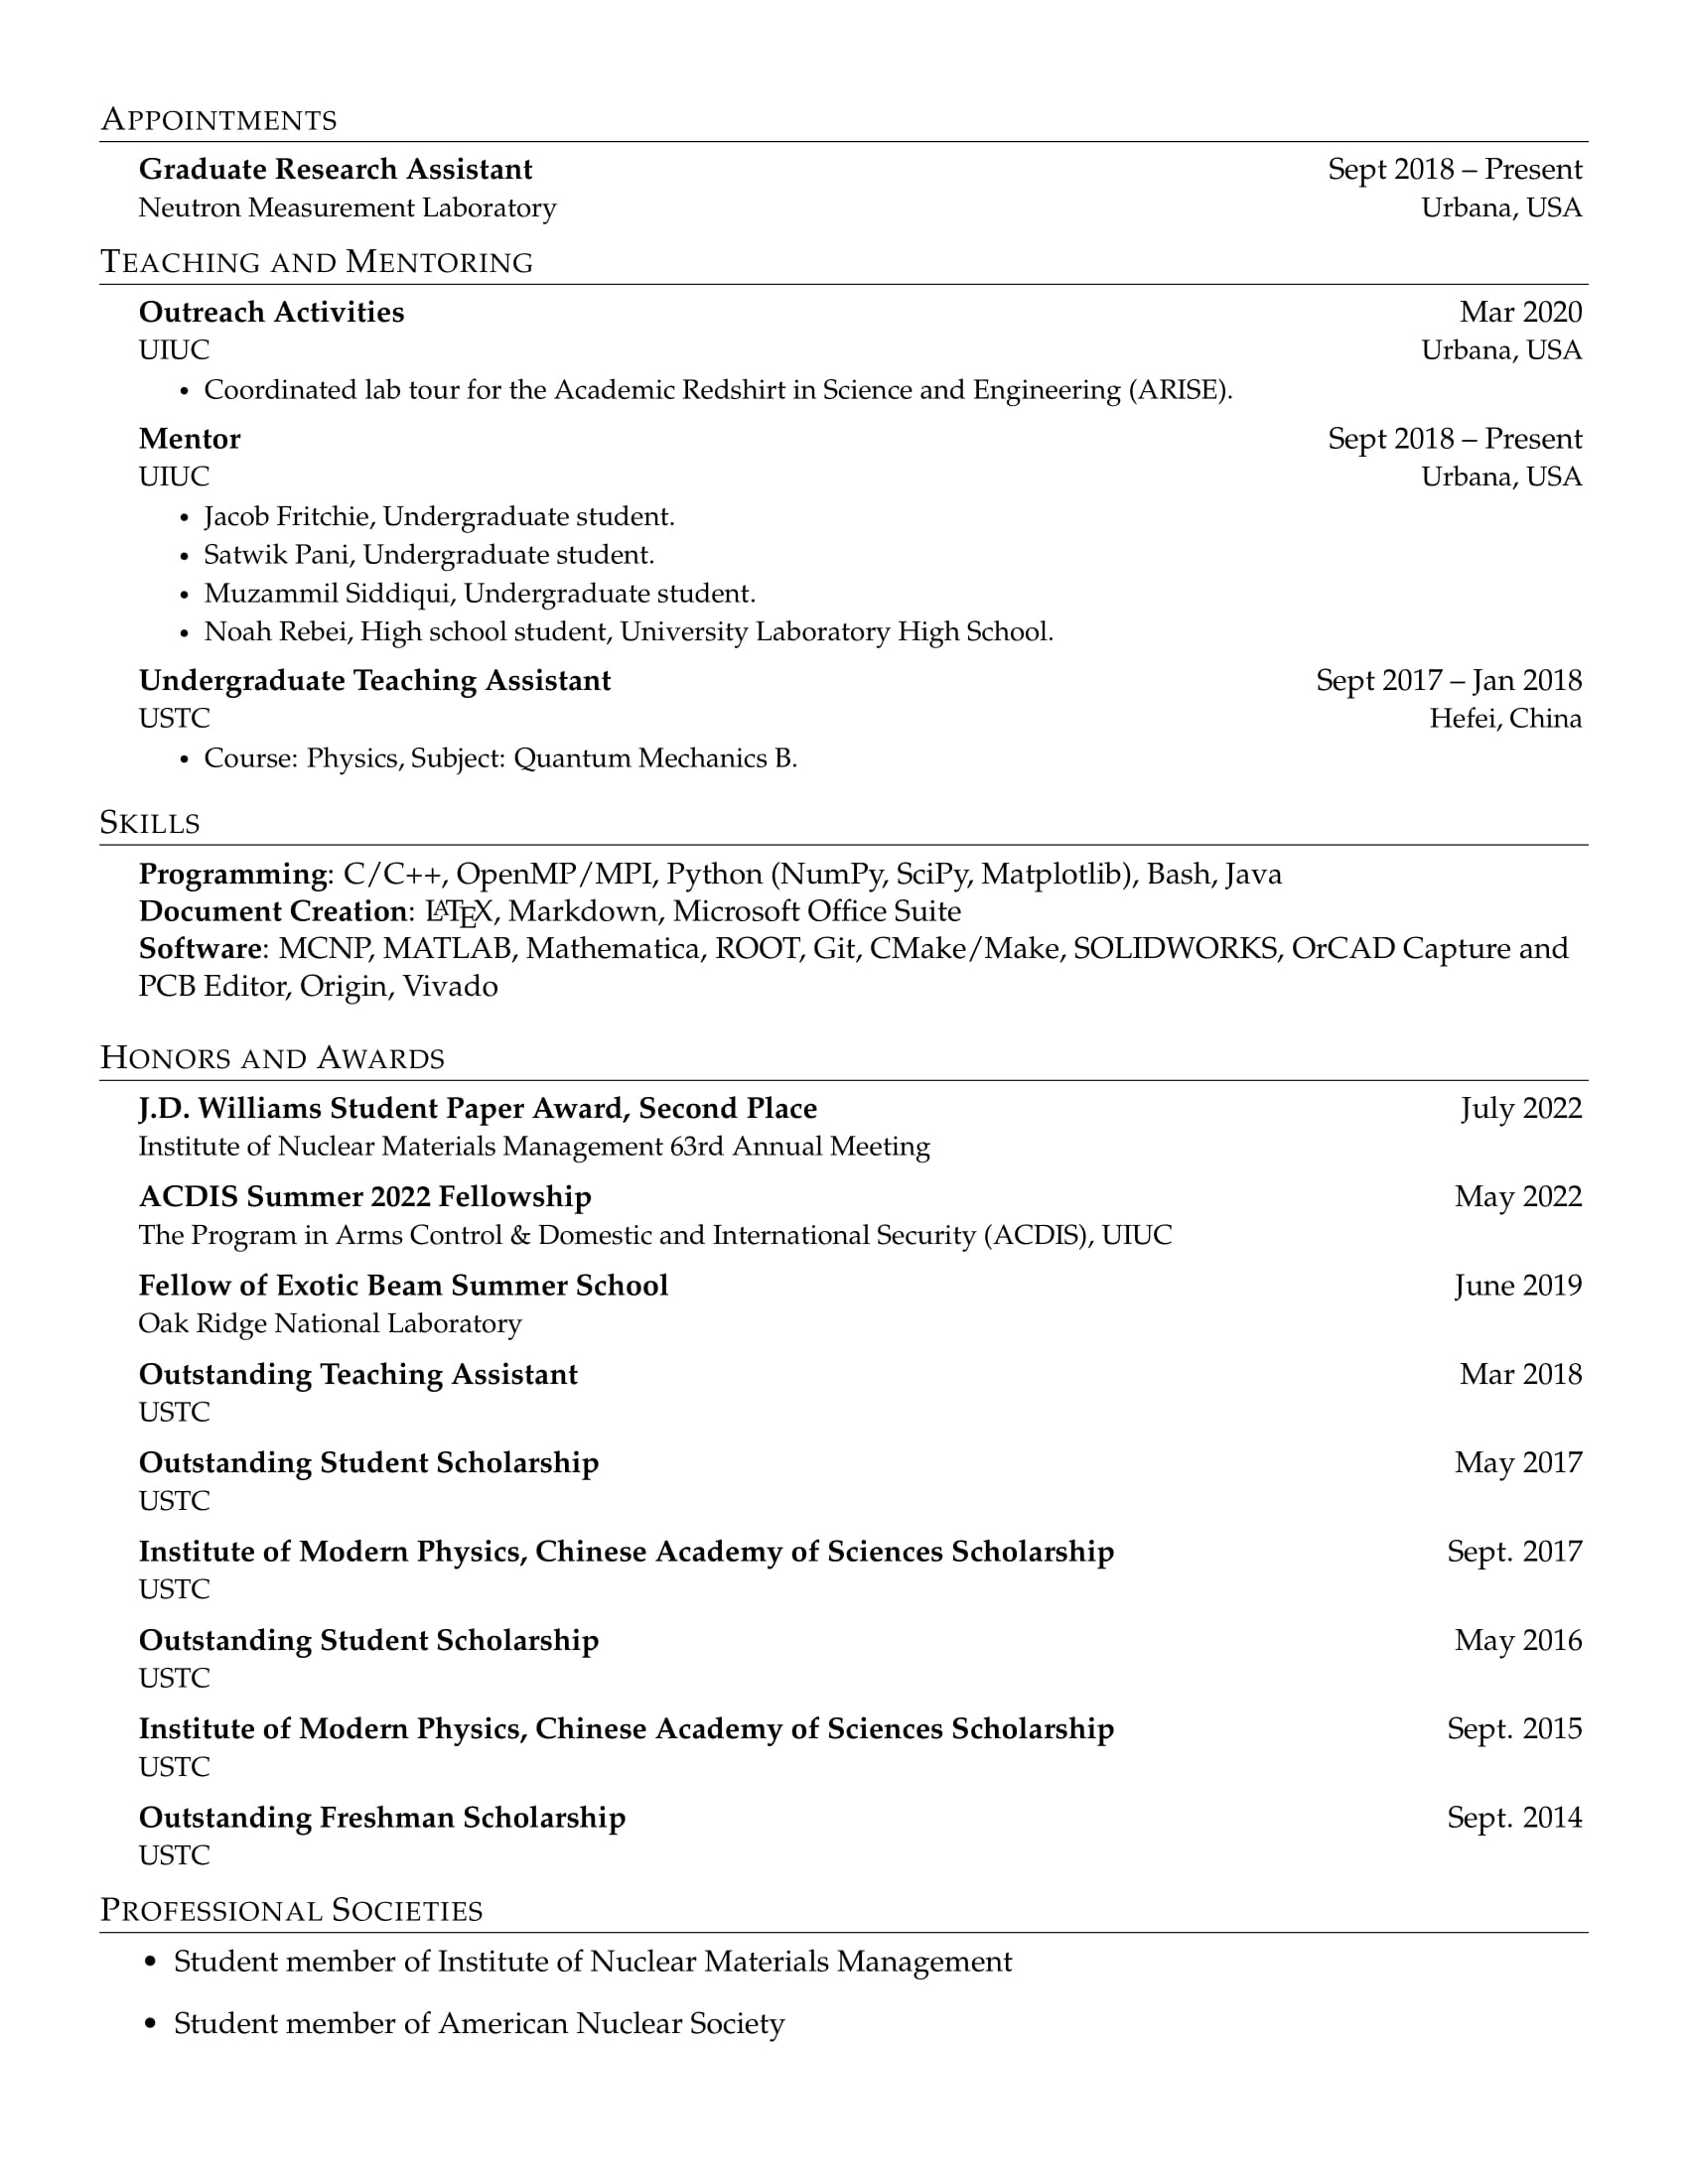 APPOINTMENTS
Graduate Research Assistant Sept 2018 – Present
Neutron Measurement Laboratory Urbana, USA
TEACHING AND MENTORING
Outreach Activities Mar 2020
UIUC Urbana, USA
• Coordinated lab tour for the Academic Redshirt in Science and Engineering (ARISE).
Mentor Sept 2018 – Present
UIUC Urbana, USA
• Jacob Fritchie, Undergraduate student.
• Satwik Pani, Undergraduate student.
• Muzammil Siddiqui, Undergraduate student.
• Noah Rebei, High school student, University Laboratory High School.
Undergraduate Teaching Assistant Sept 2017 – Jan 2018
USTC Hefei, China
• Course: Physics, Subject: Quantum Mechanics B.
SKILLS
Programming: C/C++, OpenMP/MPI, Python (NumPy, SciPy, Matplotlib), Bash, Java
Document Creation: LATEX, Markdown, Microsoft Office Suite
Software: MCNP, MATLAB, Mathematica, ROOT, Git, CMake/Make, SOLIDWORKS, OrCAD Capture and
PCB Editor, Origin, Vivado
HONORS AND AWARDS
J.D. Williams Student Paper Award, Second Place July 2022
Institute of Nuclear Materials Management 63rd Annual Meeting
ACDIS Summer 2022 Fellowship May 2022
The Program in Arms Control & Domestic and International Security (ACDIS), UIUC
Fellow of Exotic Beam Summer School June 2019
Oak Ridge National Laboratory
Outstanding Teaching Assistant Mar 2018
USTC
Outstanding Student Scholarship May 2017
USTC
Institute of Modern Physics, Chinese Academy of Sciences Scholarship Sept. 2017
USTC
Outstanding Student Scholarship May 2016
USTC
Institute of Modern Physics, Chinese Academy of Sciences Scholarship Sept. 2015
USTC
Outstanding Freshman Scholarship Sept. 2014
USTC
PROFESSIONAL SOCIETIES
• Student member of Institute of Nuclear Materials Management
• Student member of American Nuclear Society